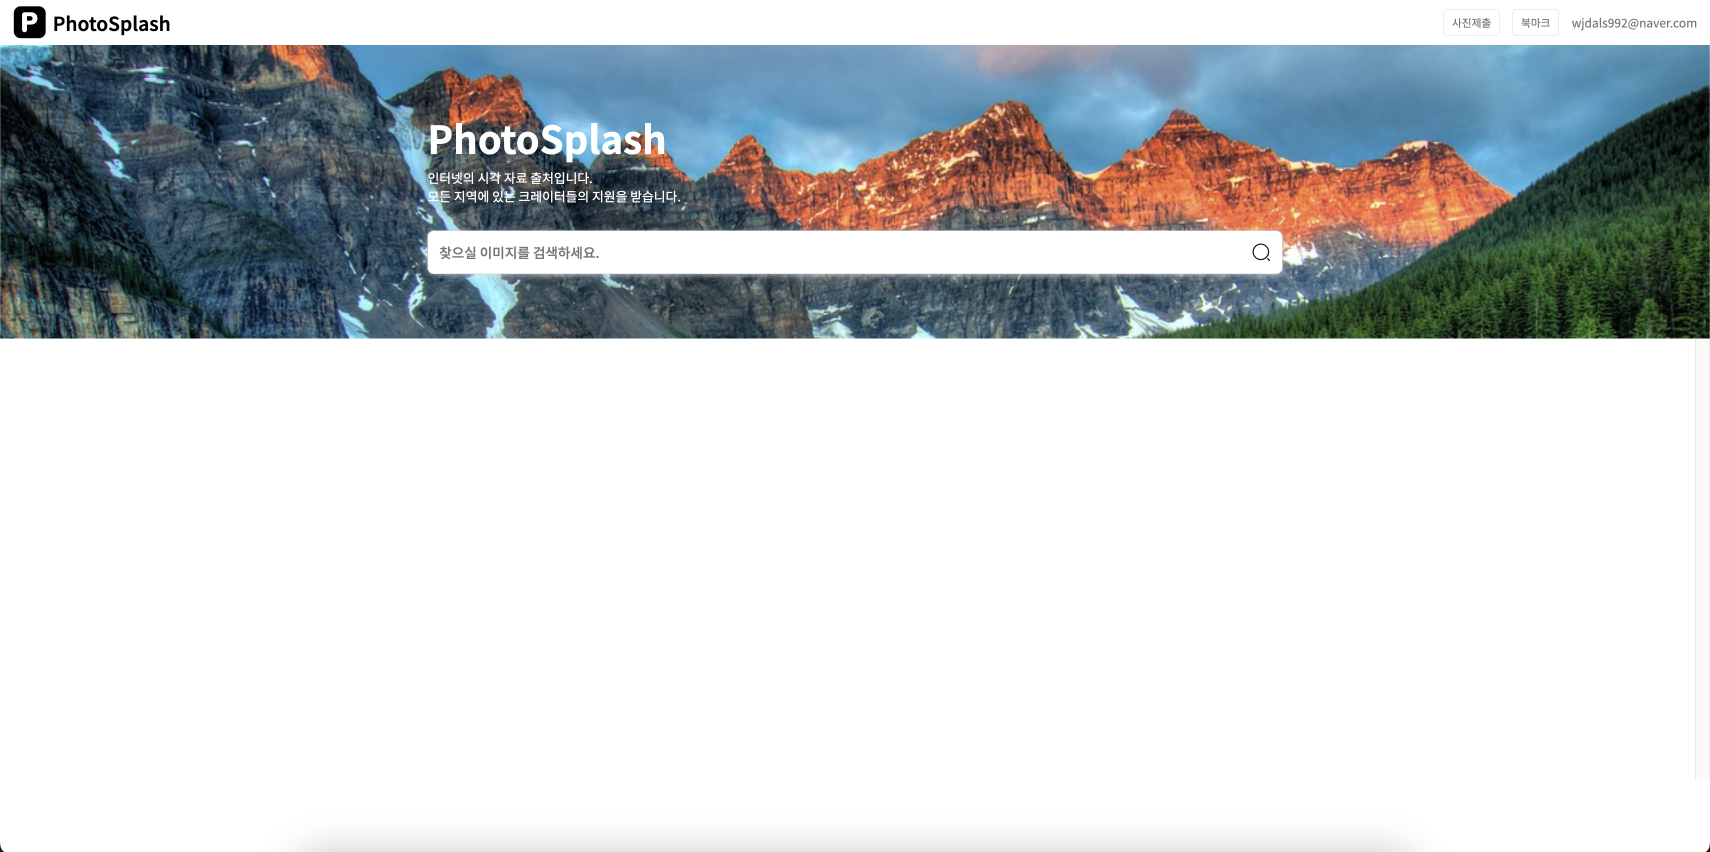 P PhotoSplash
사진제출
북마크
wjdals992@naver.com
PhotoSplash
인터넷의 시각 자료 출처입니다.
모든 지역에 있는 크레이터들의 지원을 받습니다.
찾으실 이미지를 검색하세요.